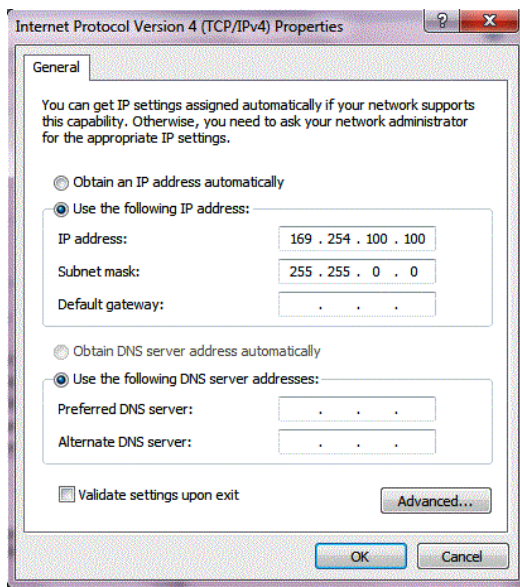 Internet Protocol Version 4 (TCP/IPv4) Properties
General
You can get IP settings assigned automatically if your network supports
this capability. Otherwise, you need to ask your network administrator
for the appropriate IP settings.
Obtain an IP address automatically
Use the following IP address:
IP address: 169 . 254 . 100 . 100
Subnet mask: 255 . 255 . 0 . 0
Default gateway: . . .
Obtain DNS server address automatically
Use the following DNS server addresses:
Preferred DNS server: . . .
Alternate DNS server: . . .
Validate settings upon exit
Advanced...
OK Cancel